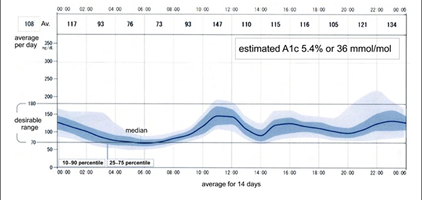 00 00 02 00 04 00 06 00 08 00 10 00 12 00 14 00 16 00 18 00 20 00 22 00 00 00
108 Av. 117 93 76 73 93 147 110 115 116 105 121 134
average
per day
350
estimated A1c 5.4% or 36 mmol/mol
300
250
200
180
desirable
range
150
100
median
70
50
10–90 percentile 25–75 percentile
00 00 02 00 04 00 06 00 08 00 10 00 12 00 14 00 16 00 18 00 20 00 22 00 00 00
average for 14 days